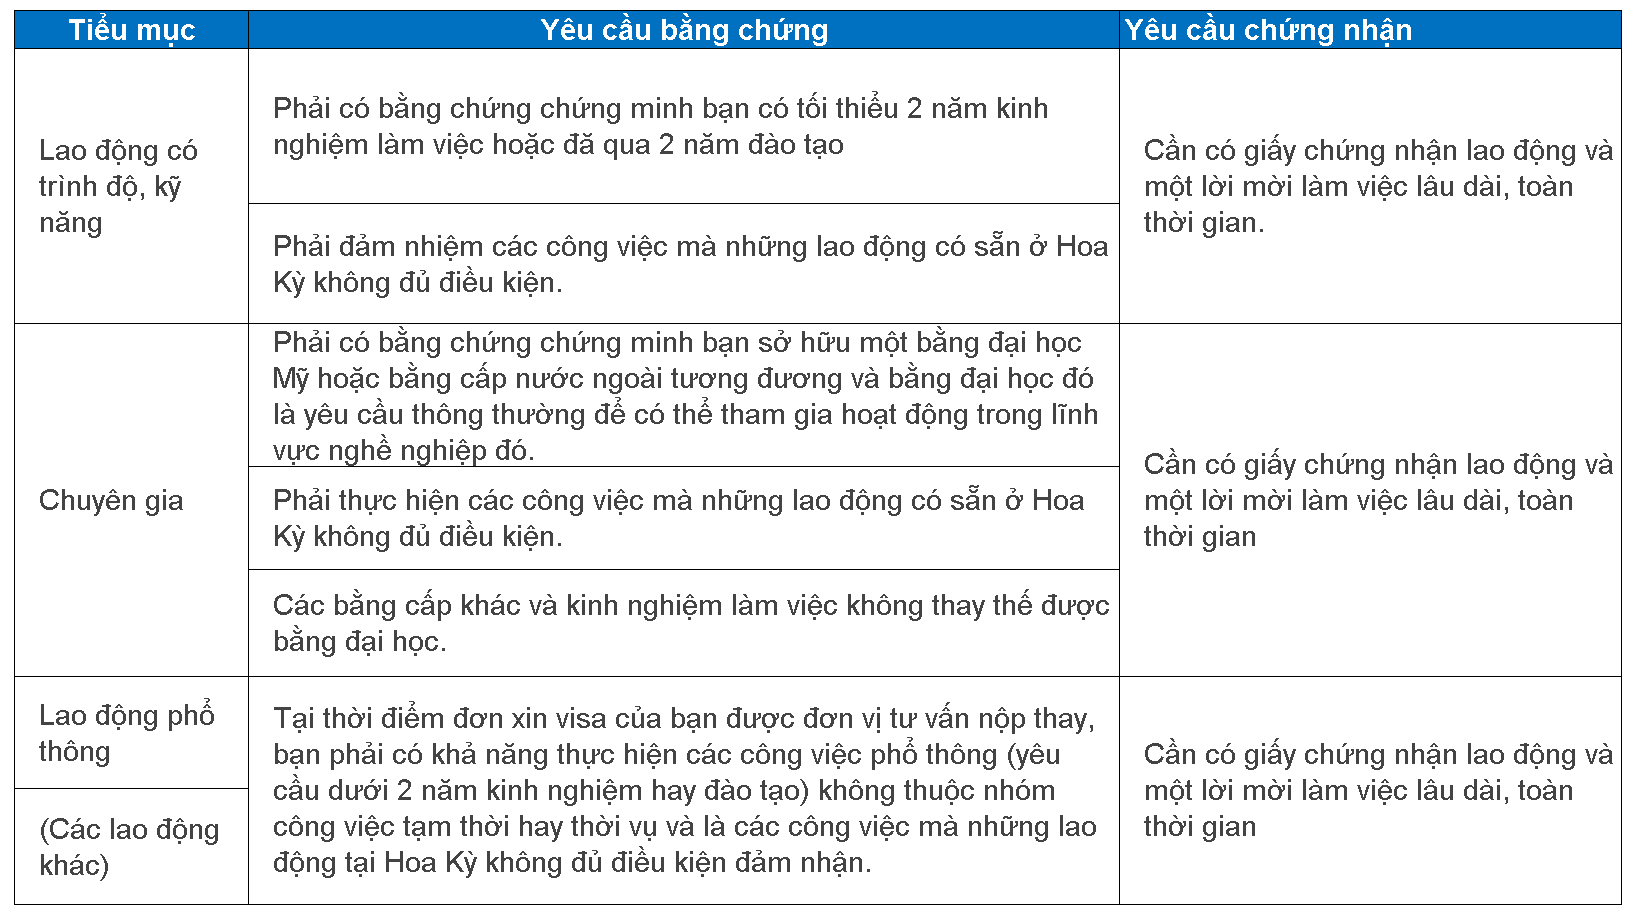 Tiểu mục
Yêu cầu bằng chứng
Yêu cầu chứng nhận
Lao động có
trình độ, kỹ
năng
Phải có bằng chứng chứng minh bạn có tối thiểu 2 năm kinh
nghiệm làm việc hoặc đã qua 2 năm đào tạo
Phải đảm nhiệm các công việc mà những lao động có sẵn ở Hoa
Kỳ không đủ điều kiện.
Cần có giấy chứng nhận lao động và
một lời mời làm việc lâu dài, toàn
thời gian.
Chuyên gia
Phải có bằng chứng chứng minh bạn sở hữu một bằng đại học
Mỹ hoặc bằng cấp nước ngoài tương đương và bằng đại học đó
là yêu cầu thông thường để có thể tham gia hoạt động trong lĩnh
vực nghề nghiệp đó.
Phải thực hiện các công việc mà những lao động có sẵn ở Hoa
Kỳ không đủ điều kiện.
Các bằng cấp khác và kinh nghiệm làm việc không thay thế được
bằng đại học.
Cần có giấy chứng nhận lao động và
một lời mời làm việc lâu dài, toàn
thời gian
Lao động phổ
thông
(Các lao động
khác)
Tại thời điểm đơn xin visa của bạn được đơn vị tư vấn nộp thay,
bạn phải có khả năng thực hiện các công việc phổ thông (yêu
cầu dưới 2 năm kinh nghiệm hay đào tạo) không thuộc nhóm
công việc tạm thời hay thời vụ và là các công việc mà những lao
động tại Hoa Kỳ không đủ điều kiện đảm nhận.
Cần có giấy chứng nhận lao động và
một lời mời làm việc lâu dài, toàn
thời gian